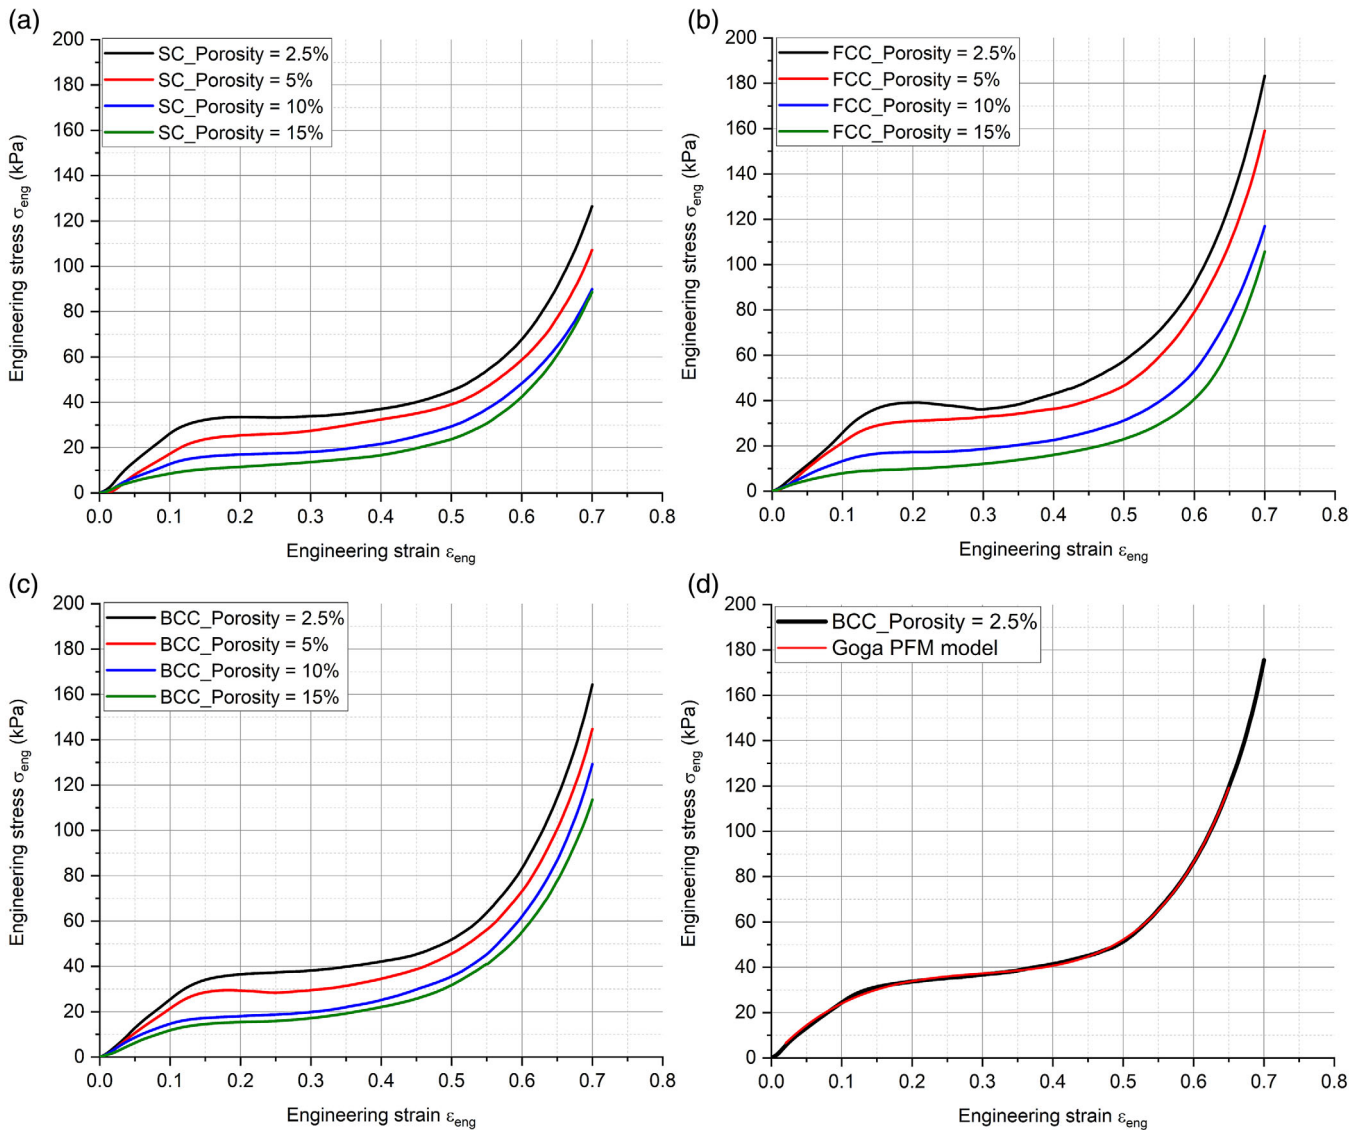 (a)
200
180
160
140
120
100
80
60
40
20
0
Engineering stress σeng (kPa)
SC_Porosity = 2.5%
SC_Porosity = 5%
SC_Porosity = 10%
SC_Porosity = 15%
0.0 0.1 0.2 0.3 0.4 0.5 0.6 0.7 0.8
Engineering strain εeng
(b)
200
180
160
140
120
100
80
60
40
20
0
Engineering stress σeng (kPa)
FCC_Porosity = 2.5%
FCC_Porosity = 5%
FCC_Porosity = 10%
FCC_Porosity = 15%
0.0 0.1 0.2 0.3 0.4 0.5 0.6 0.7 0.8
Engineering strain εeng
(c)
200
180
160
140
120
100
80
60
40
20
0
Engineering stress σeng (kPa)
BCC_Porosity = 2.5%
BCC_Porosity = 5%
BCC_Porosity = 10%
BCC_Porosity = 15%
0.0 0.1 0.2 0.3 0.4 0.5 0.6 0.7 0.8
Engineering strain εeng
(d)
200
180
160
140
120
100
80
60
40
20
0
Engineering stress σeng (kPa)
BCC_Porosity = 2.5%
Goga PFM model
0.0 0.1 0.2 0.3 0.4 0.5 0.6 0.7 0.8
Engineering strain εeng